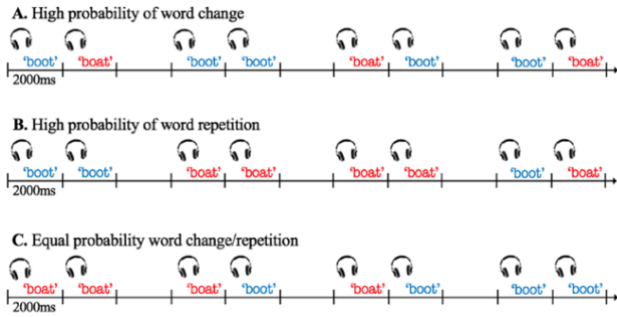 A. High probability of word change
'boot' 'boat' 'boot' 'boot' 'boat' 'boot' 'boot' 'boat'
2000ms
B. High probability of word repetition
'boot' 'boot' 'boat' 'boat' 'boat' 'boat' 'boot' 'boat'
2000ms
C. Equal probability word change/repetition
'boat' 'boat' 'boat' 'boot' 'boat' 'boot' 'boot' 'boot'
2000ms